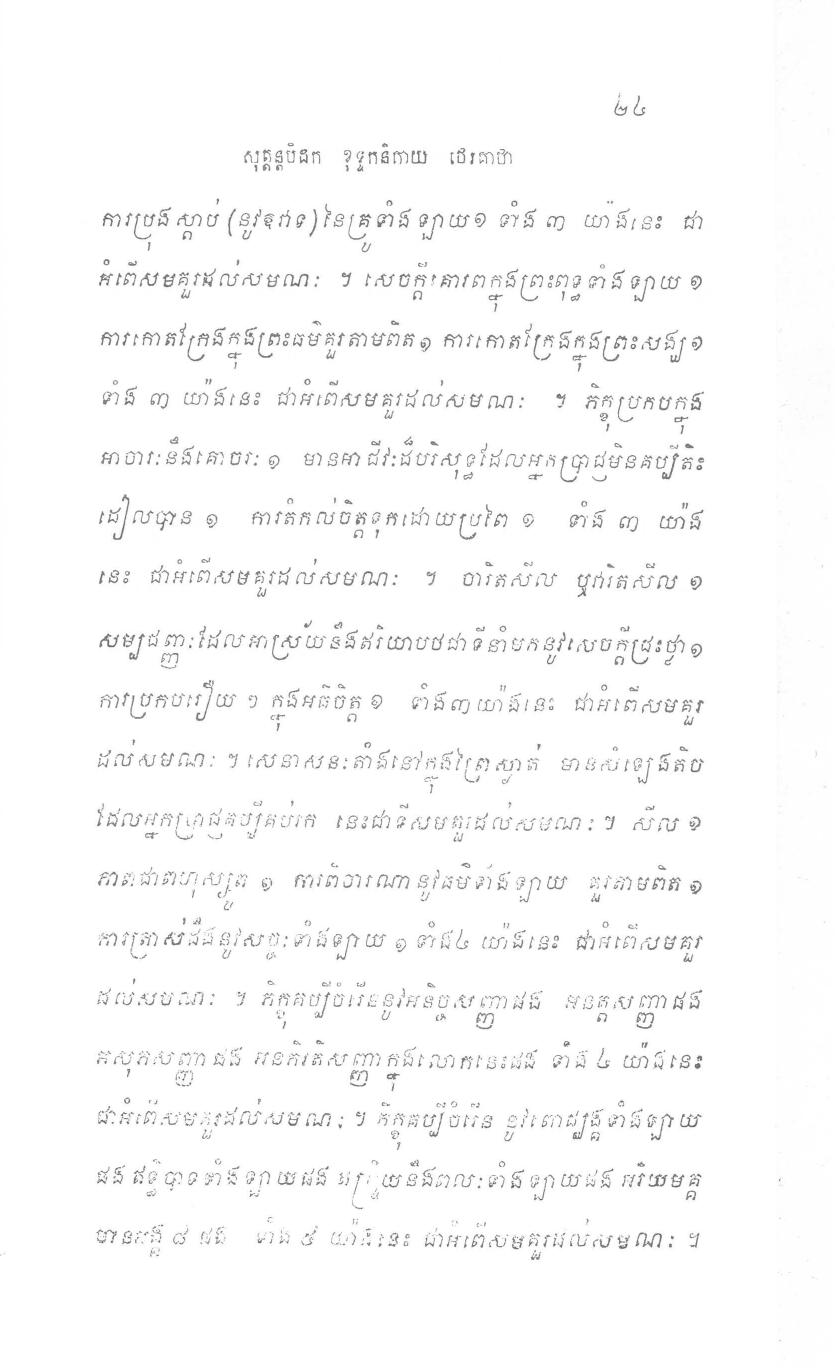 ២៤
សុត្តន្តបិដក ខុទ្ទកនិកាយ ថេរគាថា
ការប្រុងស្តាប់ (នូវឱវាទ) នៃគ្រូទាំងឡាយ១ ទាំង ៣ យ៉ាងនេះ ជា
អំពើសមគួរដល់សមណៈ ។ សេចក្តីគោរពក្នុងព្រះពុទ្ធទាំងឡាយ ១
ការកោតក្រែងក្នុងព្រះធម៌គួរតាមពិត១ ការកោតក្រែងក្នុងព្រះសង្ឃ១
ទាំង ៣ យ៉ាងនេះ ជាអំពើសមគួរដល់សមណៈ ។ ភិក្ខុប្រកបក្នុង
អាចារៈនឹងគោចរៈ ១ មានអាជីវៈដ៏បរិសុទ្ធដែលអ្នកប្រាជ្ញមិនគប្បីតិះ
ដៀលបាន ១ ការតំកល់ចិត្តទុកដោយប្រពៃ ១ ទាំង ៣ យ៉ាង
នេះ ជាអំពើសមគួរដល់សមណៈ ។ ចារិតសីល ឬវារិតសីល ១
សម្បជញ្ញៈដែលអាស្រ័យនឹងឥរិយាបថជាទីនាំមកនូវសេចក្តីជ្រះថ្លា ១
ការប្រកបរឿយ ៗ ក្នុងអធិចិត្ត ១ ទាំង៣យ៉ាងនេះ ជាអំពើសមគួរ
ដល់សមណៈ ។ សេនាសនៈតាំងនៅក្នុងព្រៃស្ងាត់ មានសំឡេងតិច
ដែលអ្នកប្រាជ្ញគប្បីគប់រក នេះជាទីសមគួរដល់សមណៈ ។ សីល ១
ភាពជាពហុស្សូត ១ ការពិចារណានូវធម៌ទាំងឡាយ គួរតាមពិត ១
ការត្រាស់ដឹងនូវសច្ចៈទាំងឡាយ ១ ទាំង៤ យ៉ាងនេះ ជាអំពើសមគួរ
ដល់សមណៈ ។ ភិក្ខុគប្បីចំរើននូវអនិច្ចសញ្ញាផង អនត្តសញ្ញាផង
អសុភសញ្ញាផង អនភិរតិសញ្ញាក្នុងលោកនេះផង ទាំង ៤ យ៉ាងនេះ
ជាអំពើសមគួរដល់សមណៈ ។ ភិក្ខុគប្បីចំរើន នូវពោជ្ឈង្គទាំងឡាយ
ផង ឥទ្ធិបាទទាំងឡាយផង ឥន្ទ្រិយនឹងពលៈទាំងឡាយផង អរិយមគ្គ
មានអង្គ ៨ ផង ទាំង ៥ យ៉ាងនេះ ជាអំពើសមគួរដល់សមណៈ ។